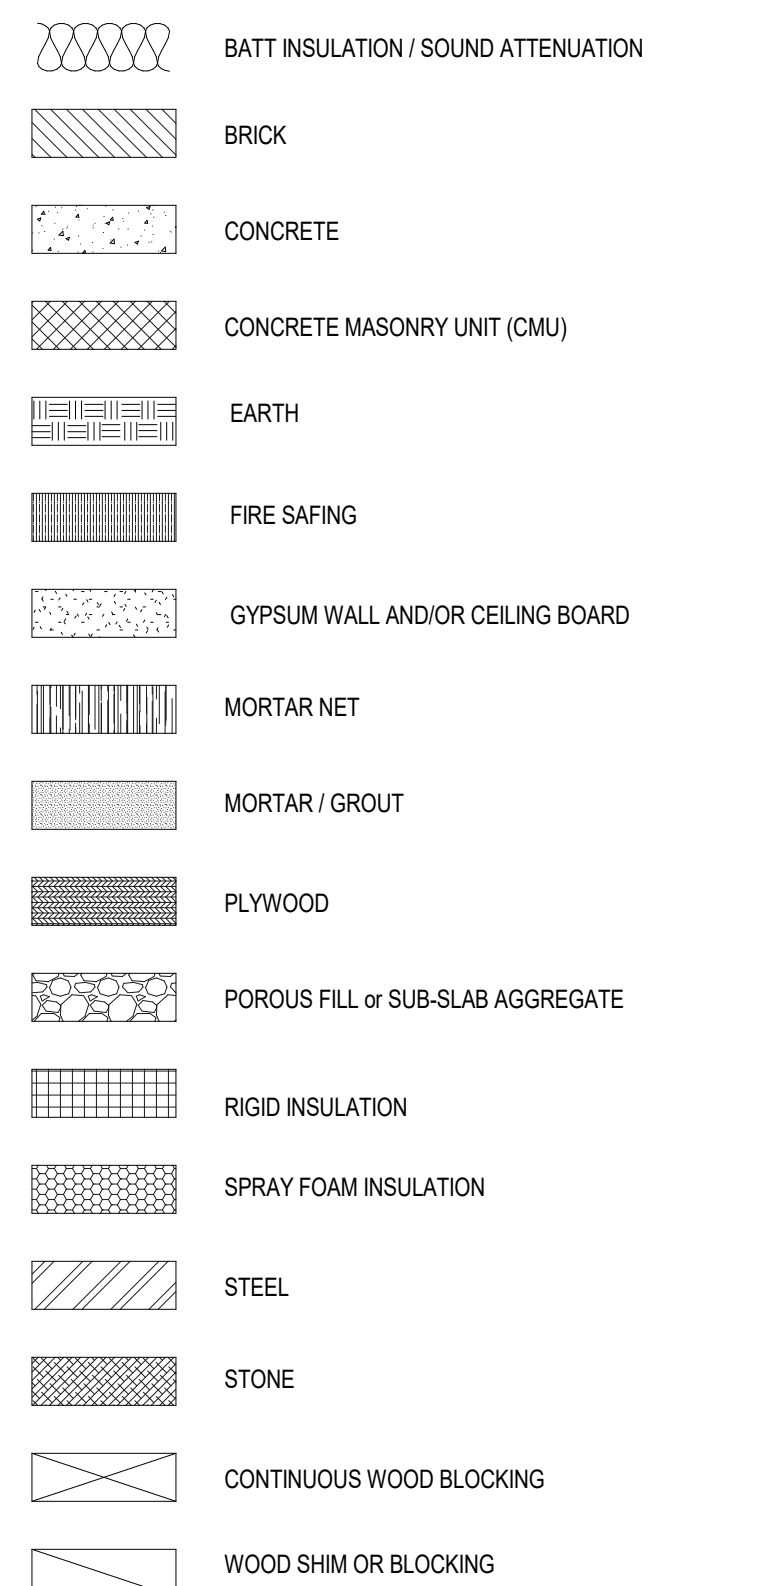 BATT INSULATION / SOUND ATTENUATION
BRICK
CONCRETE
CONCRETE MASONRY UNIT (CMU)
EARTH
FIRE SAFING
GYPSUM WALL AND/OR CEILING BOARD
MORTAR NET
MORTAR / GROUT
PLYWOOD
POROUS FILL or SUB-SLAB AGGREGATE
RIGID INSULATION
SPRAY FOAM INSULATION
STEEL
STONE
CONTINUOUS WOOD BLOCKING
WOOD SHIM OR BLOCKING